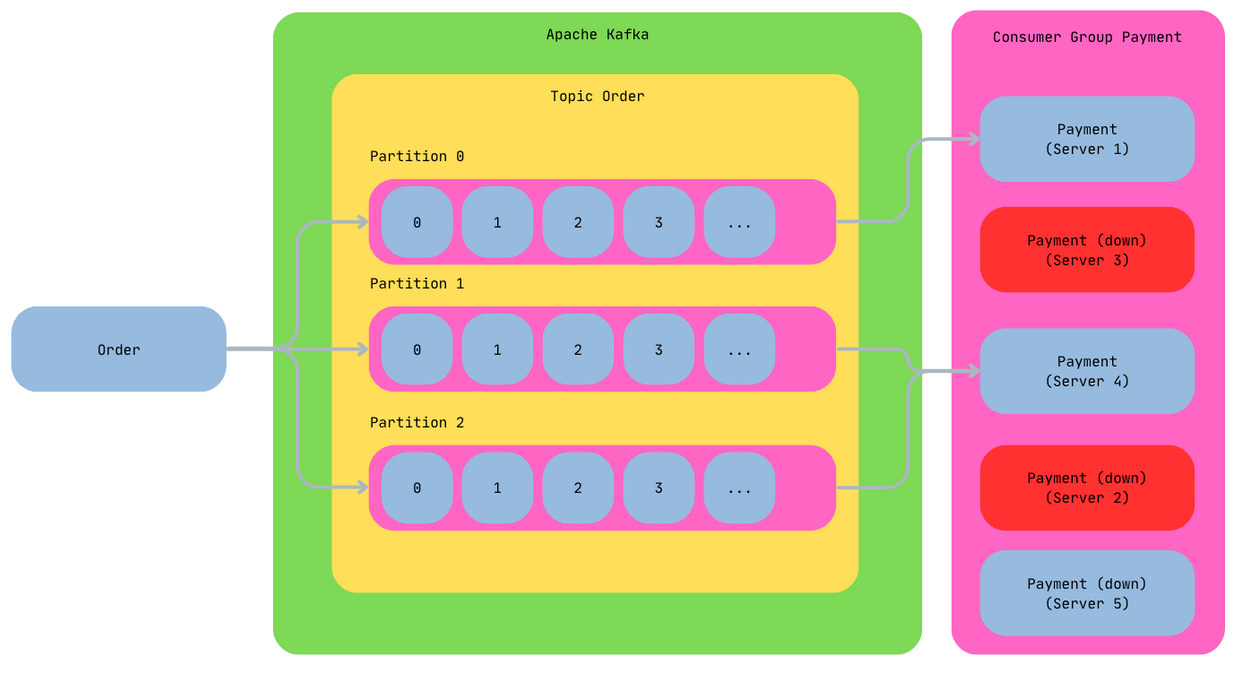 Apache Kafka
Consumer Group Payment
Topic Order
Partition 0
0 1 2 3 ...
Partition 1
0 1 2 3 ...
Partition 2
0 1 2 3 ...
Order
Payment
(Server 1)
Payment (down)
(Server 3)
Payment
(Server 4)
Payment (down)
(Server 2)
Payment (down)
(Server 5)